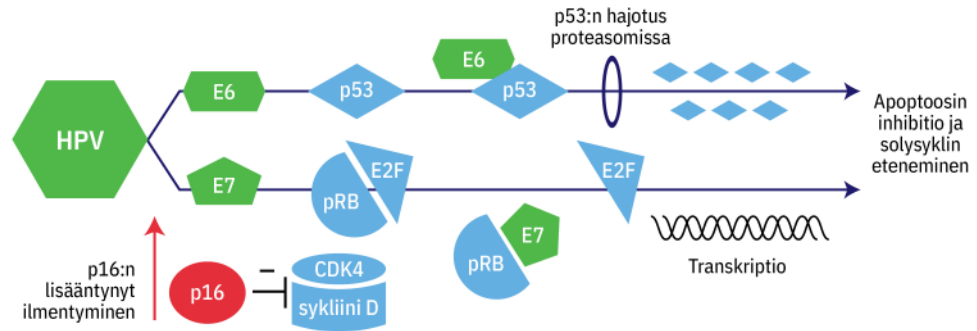 p53:n hajotus
proteasomissa
HPV
E6
p53
E6
p53
E7
pRB
E2F
pRB
E7
E2F
Transkriptio
Apoptoosin
inhibitio ja
solysyklin
eteneminen
p16:n
lisääntynyt
ilmentyminen
p16
–
CDK4
sykliini D